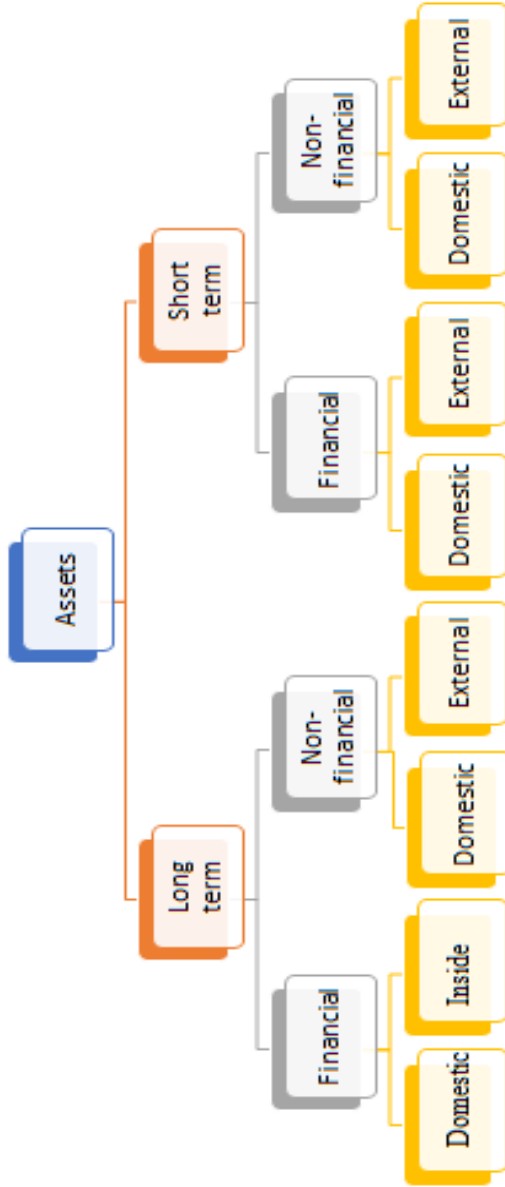 Assets
Long
term
Short
term
Financial
Non-
financial
Financial
Non-
financial
Domestic
Inside
Domestic
External
Domestic
External
Domestic
External